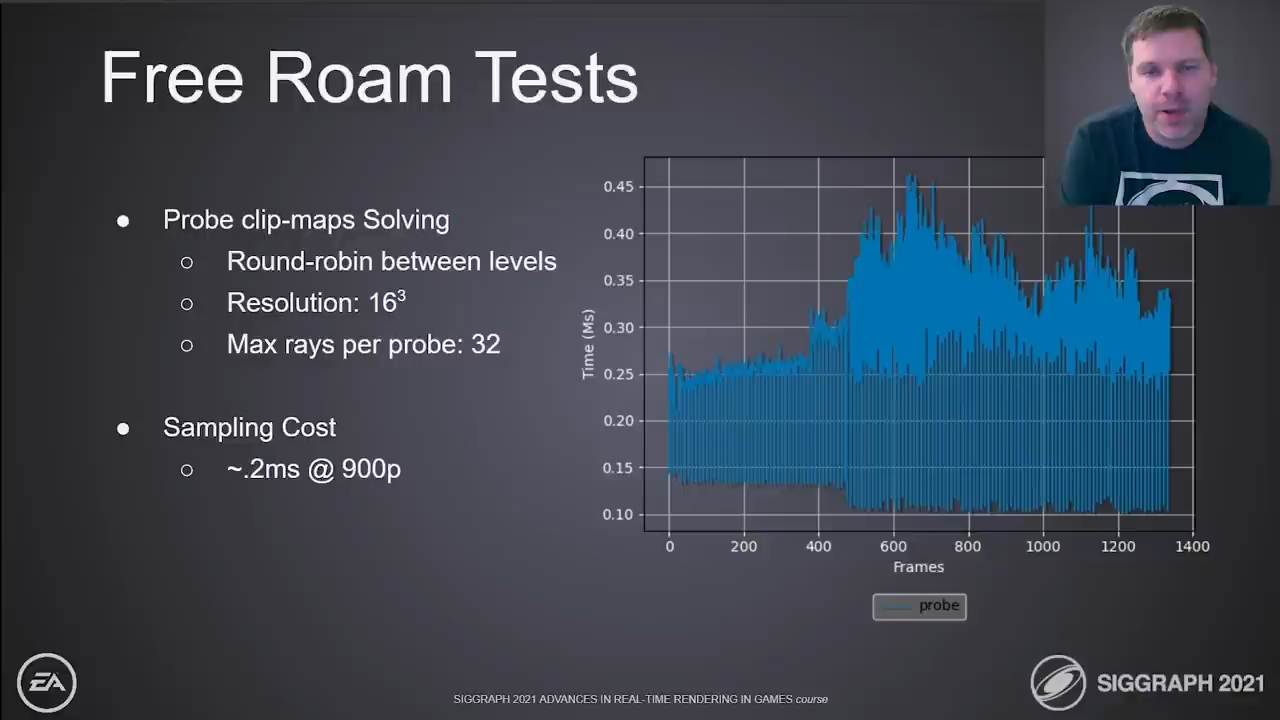 Free Roam Tests
● Probe clip-maps Solving
○ Round-robin between levels
○ Resolution: 16³
○ Max rays per probe: 32
● Sampling Cost
○ ~.2ms @ 900p
0.45
0.40
0.35
0.30
0.25
0.20
0.15
0.10
Time (Ms)
0 200 400 600 800 1000 1200 1400
Frames
probe
EA
SIGGRAPH 2021 ADVANCES IN REAL-TIME RENDERING IN GAMES course
SIGGRAPH 2021